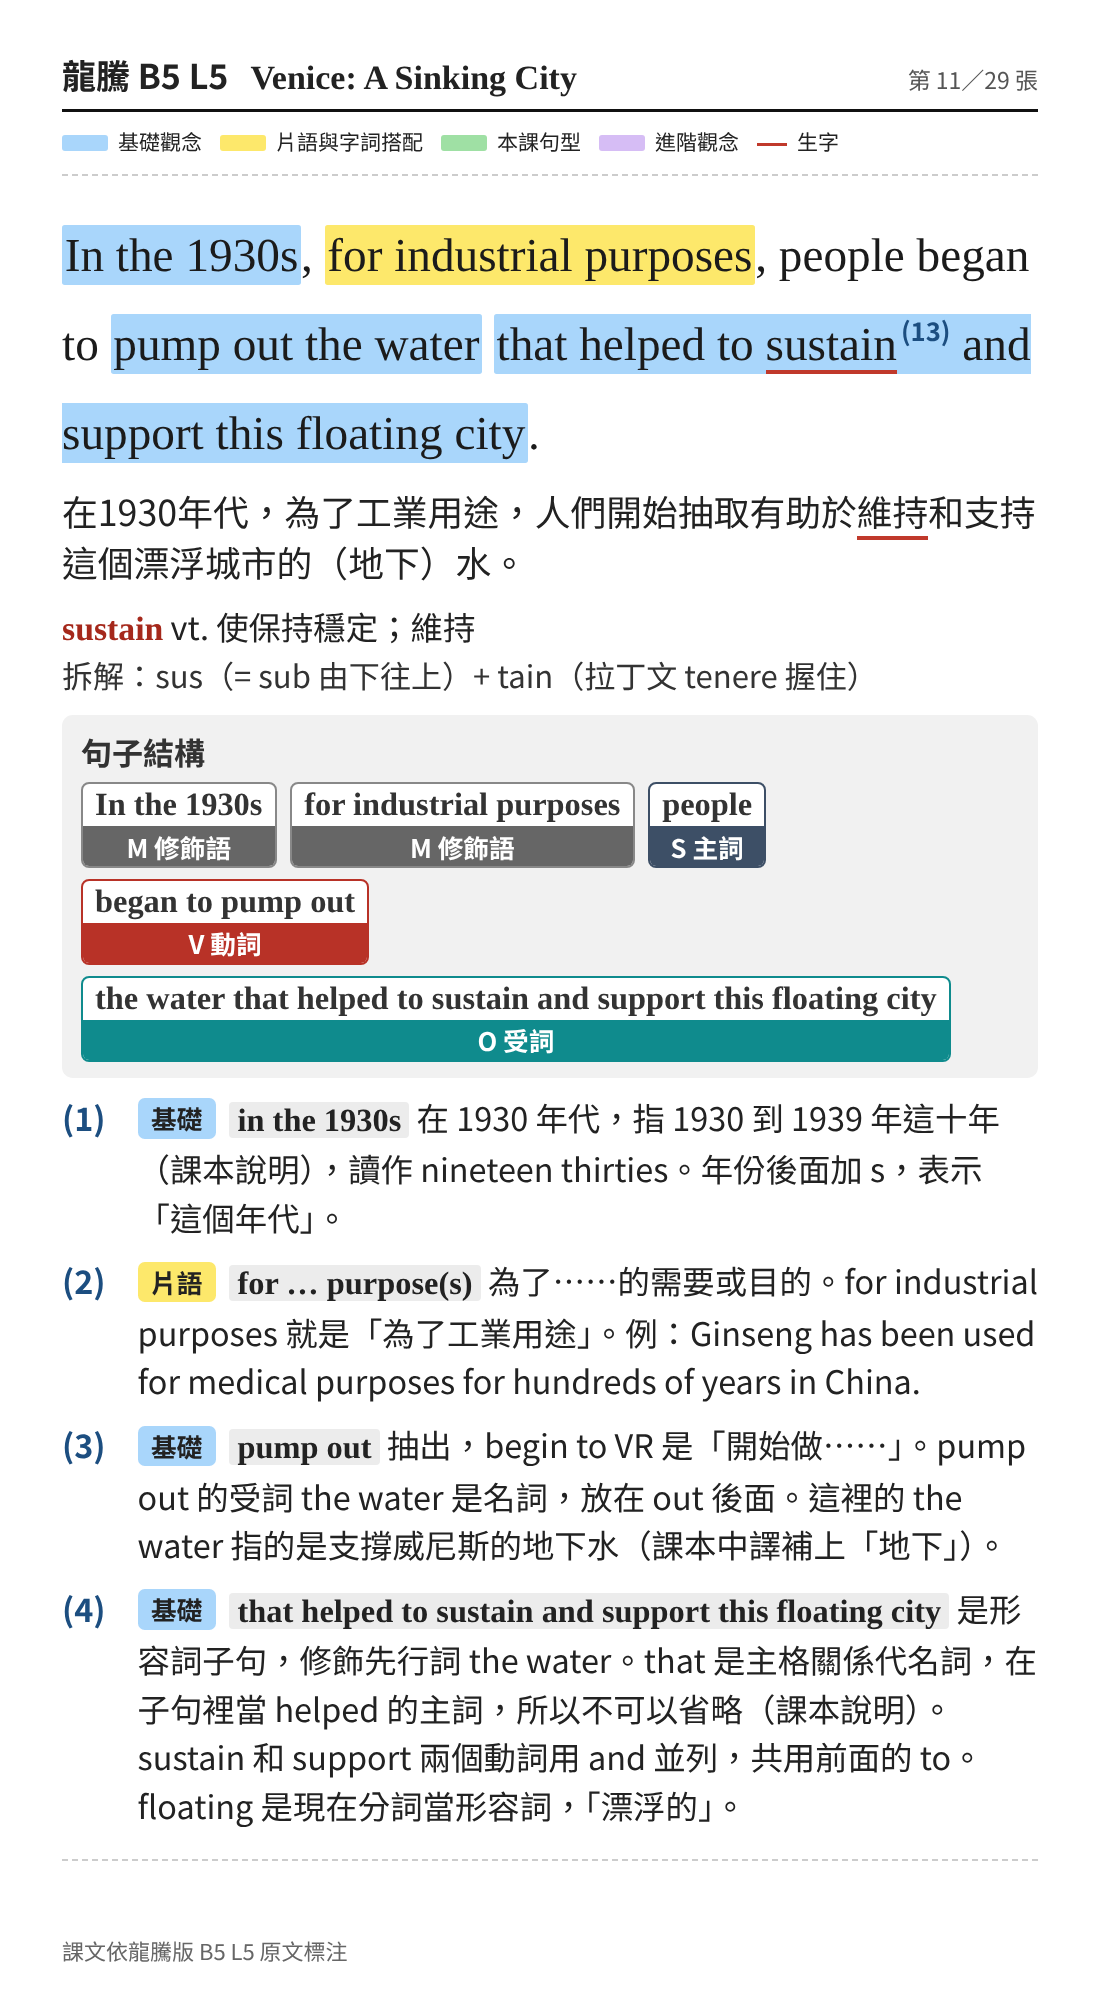 龍騰 B5 L5 Venice: A Sinking City 第 11／29 張
基礎觀念 片語與字詞搭配 本課句型 進階觀念 生字
In the 1930s, for industrial purposes, people began
to pump out the water that helped to sustain(13) and
support this floating city.
在1930年代，為了工業用途，人們開始抽取有助於維持和支持
這個漂浮城市的（地下）水。
sustain vt. 使保持穩定；維持
拆解：sus（= sub 由下往上）+ tain（拉丁文 tenere 握住）
句子結構
In the 1930s for industrial purposes people
M 修飾語 M 修飾語 S 主詞
began to pump out
V 動詞
the water that helped to sustain and support this floating city
O 受詞
(1) 基礎 in the 1930s 在 1930 年代，指 1930 到 1939 年這十年
（課本說明），讀作 nineteen thirties。年份後面加 s，表示
「這個年代」。
(2) 片語 for … purpose(s) 為了……的需要或目的。for industrial
purposes 就是「為了工業用途」。例：Ginseng has been used
for medical purposes for hundreds of years in China.
(3) 基礎 pump out 抽出，begin to VR 是「開始做……」。pump
out 的受詞 the water 是名詞，放在 out 後面。這裡的 the
water 指的是支撐威尼斯的地下水（課本中譯補上「地下」）。
(4) 基礎 that helped to sustain and support this floating city 是形
容詞子句，修飾先行詞 the water。that 是主格關係代名詞，在
子句裡當 helped 的主詞，所以不可以省略（課本說明）。
sustain 和 support 兩個動詞用 and 並列，共用前面的 to。
floating 是現在分詞當形容詞，「漂浮的」。
課文依龍騰版 B5 L5 原文標注